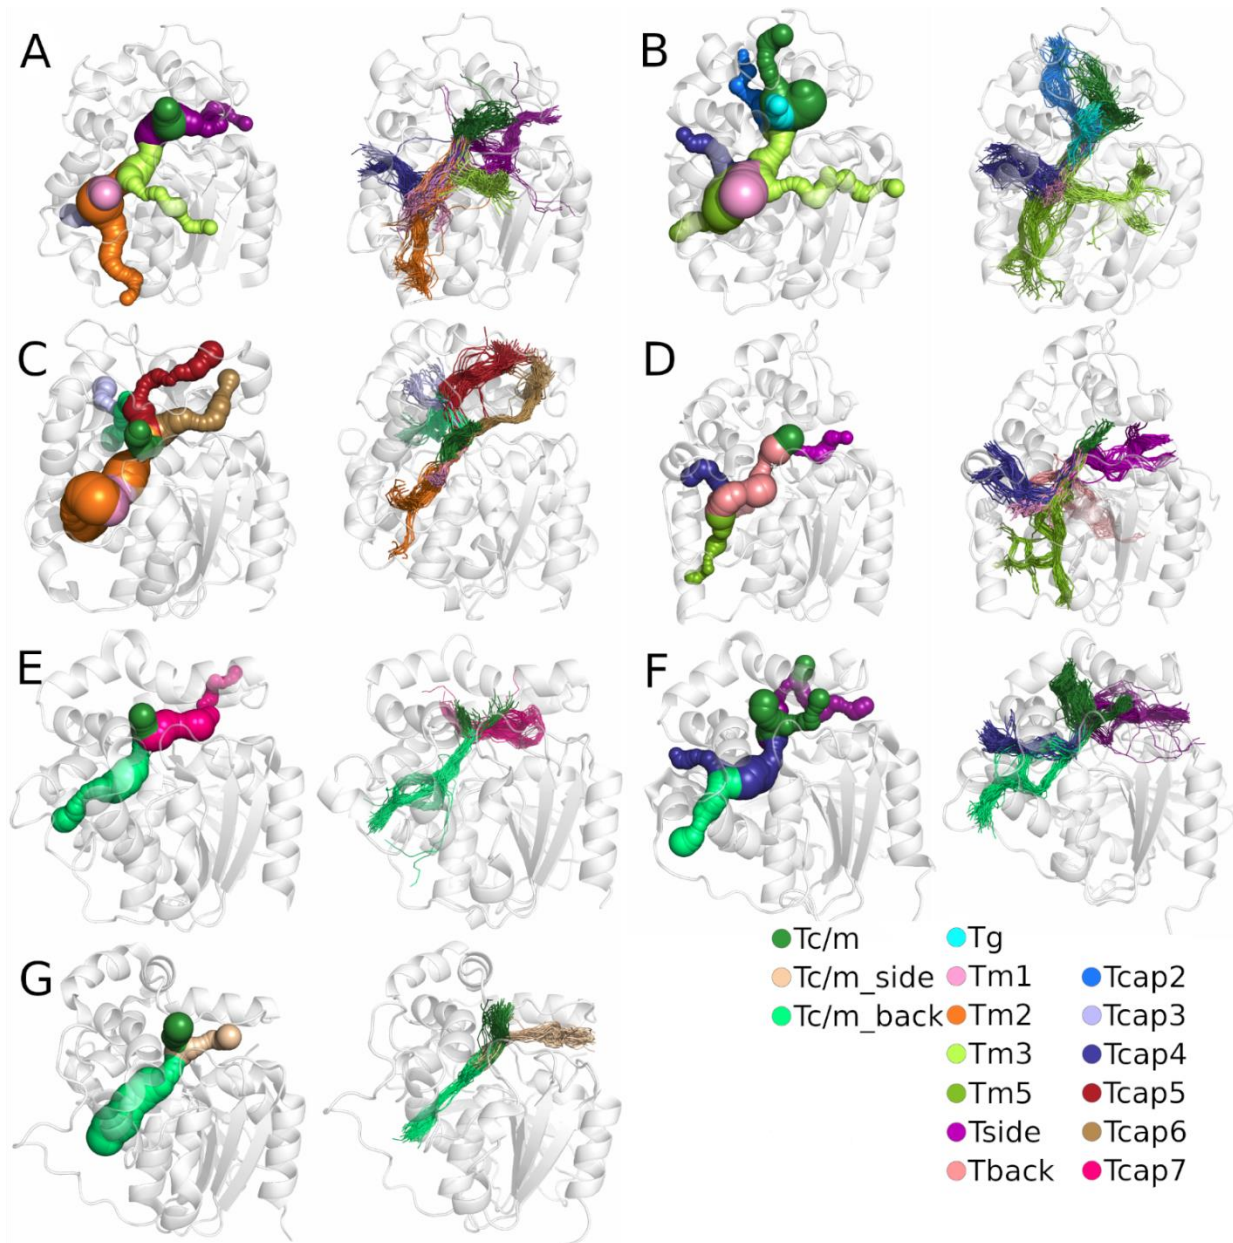 A
B
C
D
E
F
G
Tc/m
Tc/m_side
Tc/m_back
Tg
Tm1
Tm2
Tm3
Tm5
Tside
Tback
Tcap2
Tcap3
Tcap4
Tcap5
Tcap6
Tcap7